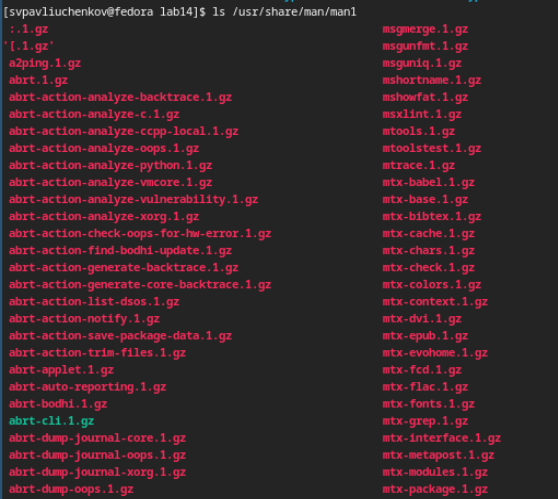 [svpavliuchenkov@fedora lab14]$ ls /usr/share/man/man1
:.1.gz msgmerge.1.gz
'[.1.gz' msgunfmt.1.gz
a2ping.1.gz msguniq.1.gz
abrt.1.gz mshortname.1.gz
abrt-action-analyze-backtrace.1.gz mshowfat.1.gz
abrt-action-analyze-c.1.gz msxlint.1.gz
abrt-action-analyze-ccpp-local.1.gz mtools.1.gz
abrt-action-analyze-oops.1.gz mtoolstest.1.gz
abrt-action-analyze-python.1.gz mtrace.1.gz
abrt-action-analyze-vmcore.1.gz mtx-babel.1.gz
abrt-action-analyze-vulnerability.1.gz mtx-base.1.gz
abrt-action-analyze-xorg.1.gz mtx-bibtex.1.gz
abrt-action-check-oops-for-hw-error.1.gz mtx-cache.1.gz
abrt-action-find-bodhi-update.1.gz mtx-chars.1.gz
abrt-action-generate-backtrace.1.gz mtx-check.1.gz
abrt-action-generate-core-backtrace.1.gz mtx-colors.1.gz
abrt-action-list-dsos.1.gz mtx-context.1.gz
abrt-action-notify.1.gz mtx-dvi.1.gz
abrt-action-save-package-data.1.gz mtx-epub.1.gz
abrt-action-trim-files.1.gz mtx-evohome.1.gz
abrt-applet.1.gz mtx-fcd.1.gz
abrt-auto-reporting.1.gz mtx-flac.1.gz
abrt-bodhi.1.gz mtx-fonts.1.gz
abrt-cli.1.gz mtx-grep.1.gz
abrt-dump-journal-core.1.gz mtx-interface.1.gz
abrt-dump-journal-oops.1.gz mtx-metapost.1.gz
abrt-dump-journal-xorg.1.gz mtx-modules.1.gz
abrt-dump-oops.1.gz mtx-package.1.gz